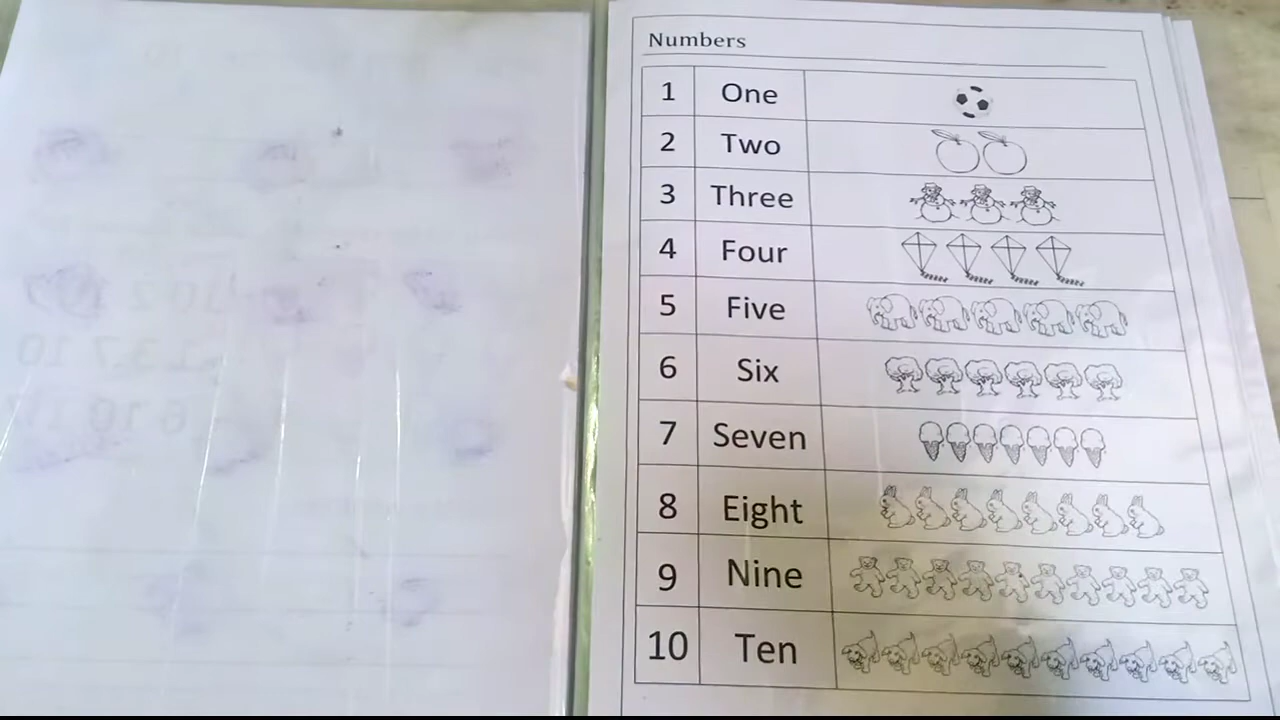 Numbers
1 One
2 Two
3 Three
4 Four
5 Five
6 Six
7 Seven
8 Eight
9 Nine
10 Ten